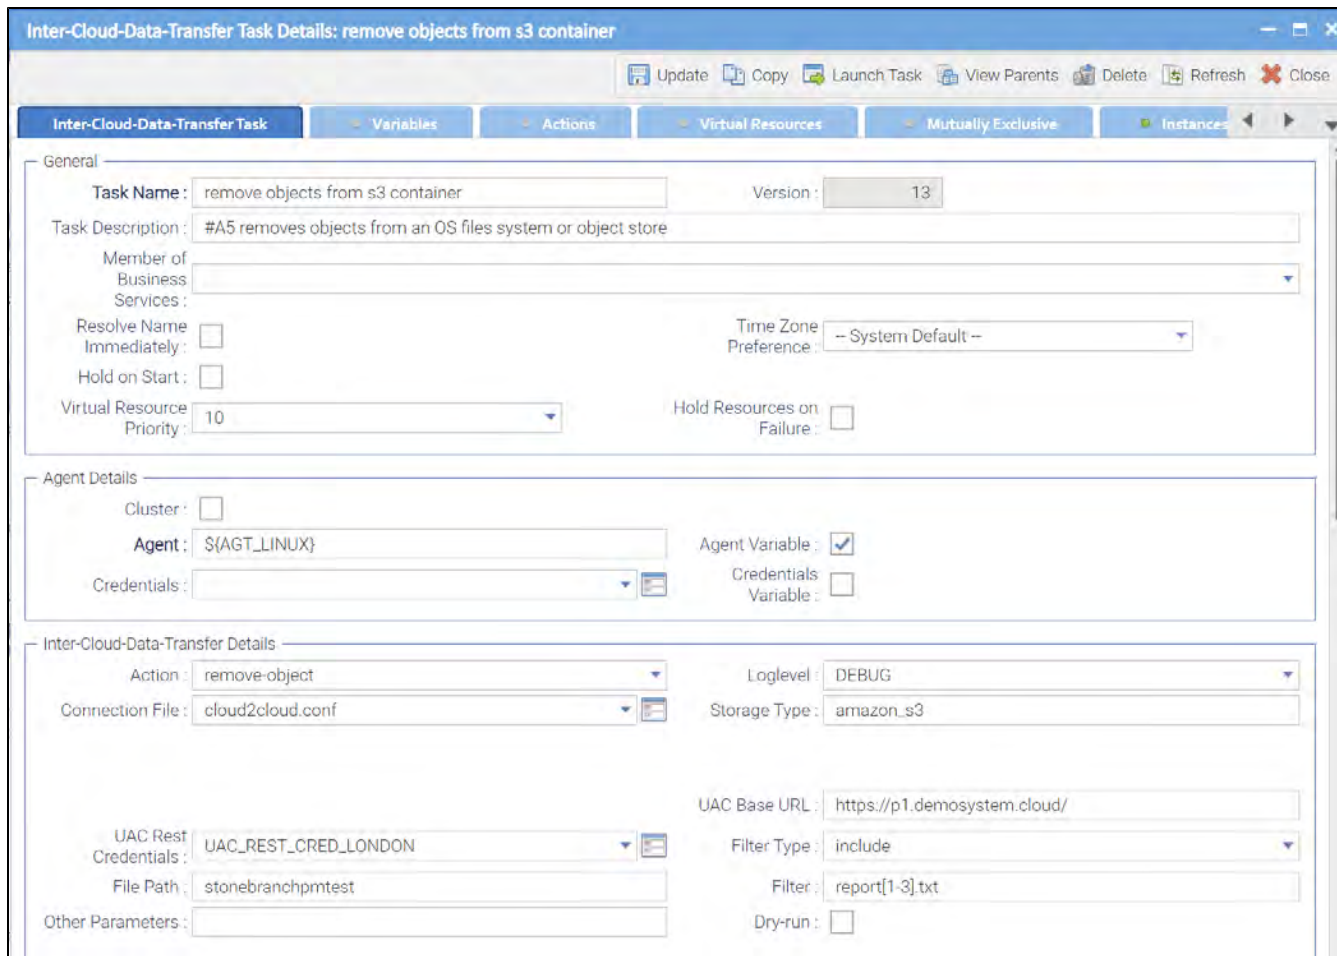 Inter-Cloud-Data-Transfer Task Details: remove objects from s3 container
Update Copy Launch Task View Parents Delete Refresh Close
Inter-Cloud-Data-Transfer Task Variables Actions Virtual Resources Mutually Exclusive Instances
General
Task Name : remove objects from s3 container Version : 13
Task Description : #A5 removes objects from an OS files system or object store
Member of
Business
Services :
Resolve Name
Immediately :
Time Zone
Preference : -- System Default --
Hold on Start :
Virtual Resource
Priority : 10
Hold Resources on
Failure :
Agent Details
Cluster :
Agent : ${AGT_LINUX} Agent Variable :
Credentials :
Credentials
Variable :
Inter-Cloud-Data-Transfer Details
Action : remove-object Loglevel : DEBUG
Connection File : cloud2cloud.conf Storage Type : amazon_s3
UAC Base URL : https://p1.demosystem.cloud/
UAC Rest
Credentials : UAC_REST_CRED_LONDON Filter Type : include
File Path : stonebranchpmtest Filter : report[1-3].txt
Other Parameters : Dry-run :